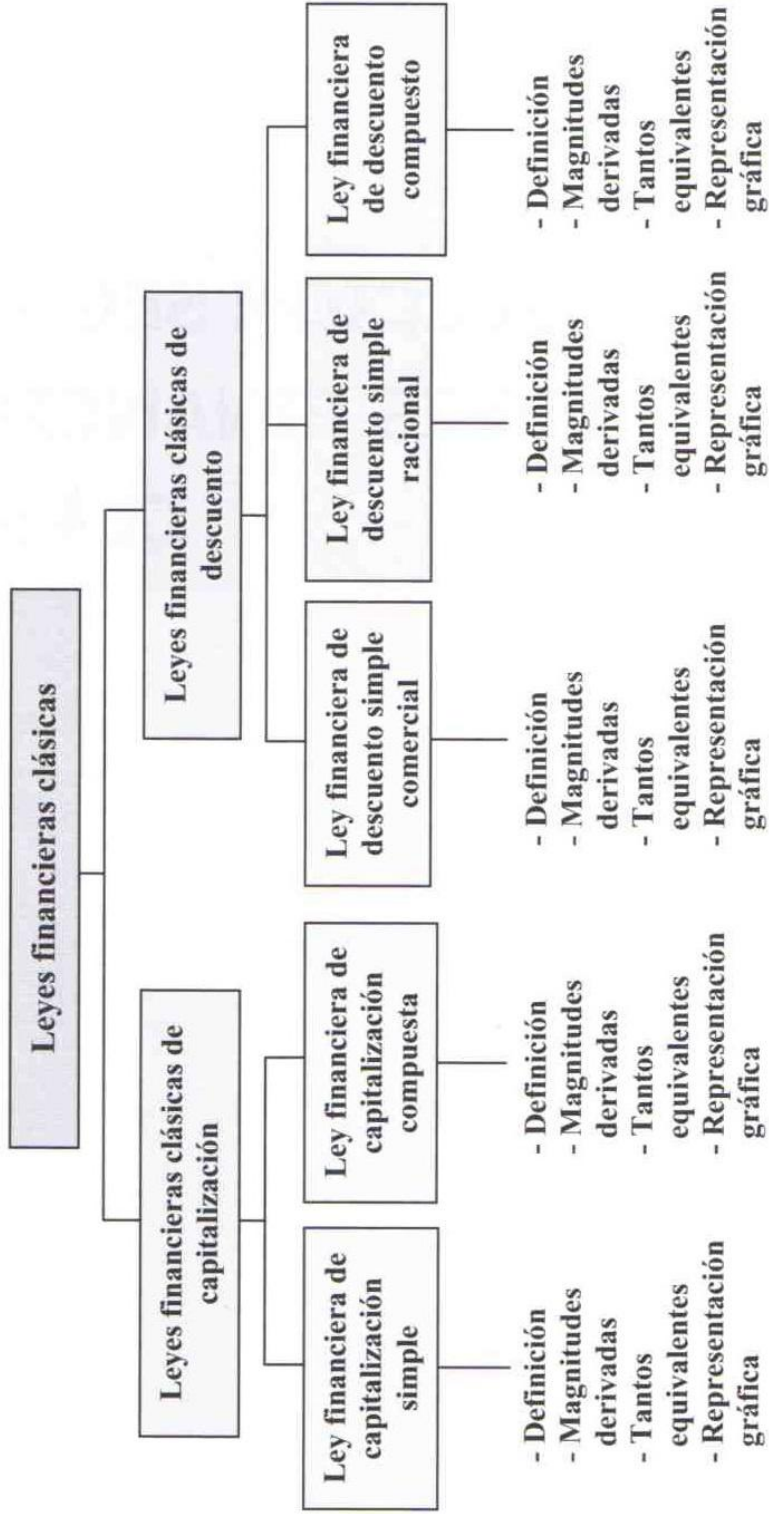 Leyes financieras clásicas
Leyes financieras clásicas de
capitalización
Leyes financieras clásicas de
descuento
Ley financiera de
capitalización
simple
Ley financiera de
capitalización
compuesta
Ley financiera de
descuento simple
comercial
Ley financiera de
descuento simple
racional
Ley financiera
de descuento
compuesto
- Definición
- Magnitudes
derivadas
- Tantos
equivalentes
- Representación
gráfica
- Definición
- Magnitudes
derivadas
- Tantos
equivalentes
- Representación
gráfica
- Definición
- Magnitudes
derivadas
- Tantos
equivalentes
- Representación
gráfica
- Definición
- Magnitudes
derivadas
- Tantos
equivalentes
- Representación
gráfica
- Definición
- Magnitudes
derivadas
- Tantos
equivalentes
- Representación
gráfica